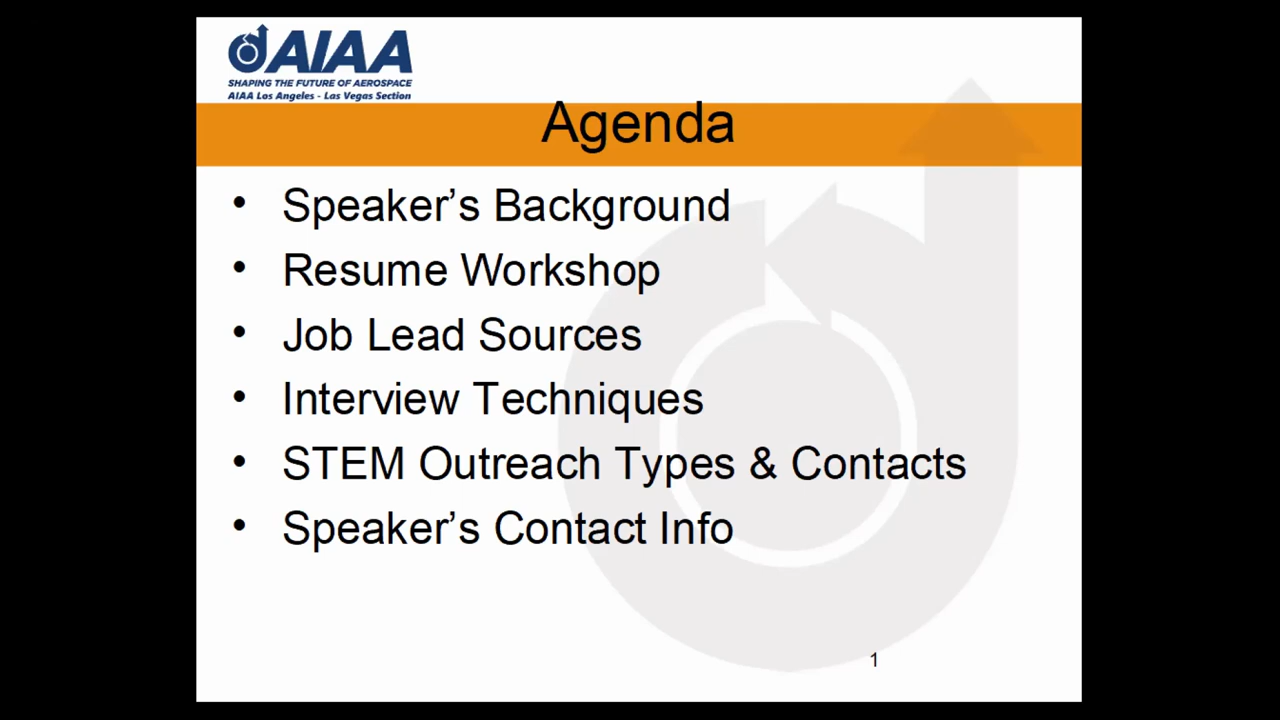 AIAA
SHAPING THE FUTURE OF AEROSPACE
AIAA Los Angeles - Las Vegas Section
Agenda
• Speaker’s Background
• Resume Workshop
• Job Lead Sources
• Interview Techniques
• STEM Outreach Types & Contacts
• Speaker’s Contact Info
1